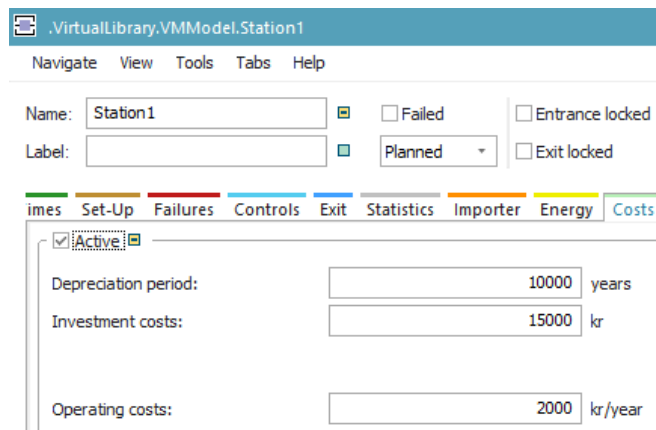 .VirtualLibrary.VMModel.Station1
Navigate View Tools Tabs Help
Name: Station1 Failed Entrance locked
Label: Planned Exit locked
imes Set-Up Failures Controls Exit Statistics Importer Energy Costs
Active
Depreciation period: 10000 years
Investment costs: 15000 kr
Operating costs: 2000 kr/year